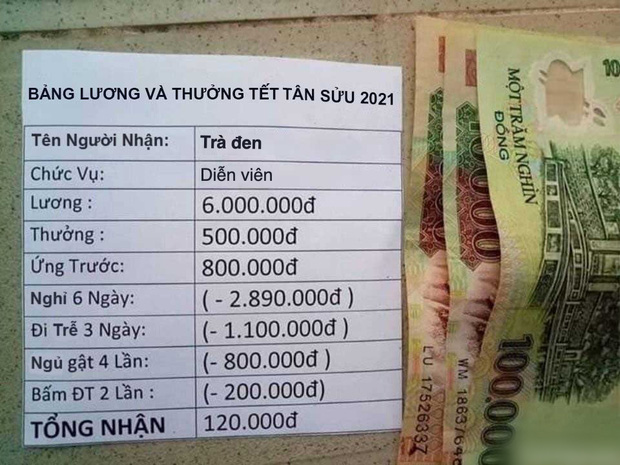 BẢNG LƯƠNG VÀ THƯỞNG TẾT TÂN SỬU 2021
Tên Người Nhận: Trà đen
Chức Vụ: Diễn viên
Lương : 6.000.000đ
Thưởng : 500.000đ
Ứng Trước: 800.000đ
Nghỉ 6 Ngày: (- 2.890.000đ )
Đi Trễ 3 Ngày: (- 1.100.000đ )
Ngủ gật 4 Lần: (- 800.000đ )
Bấm ĐT 2 Lần : (- 200.000đ )
TỔNG NHẬN 120.000đ
MỘT TRĂM NGHÌN
ĐỒNG
100.000
LU 17526337